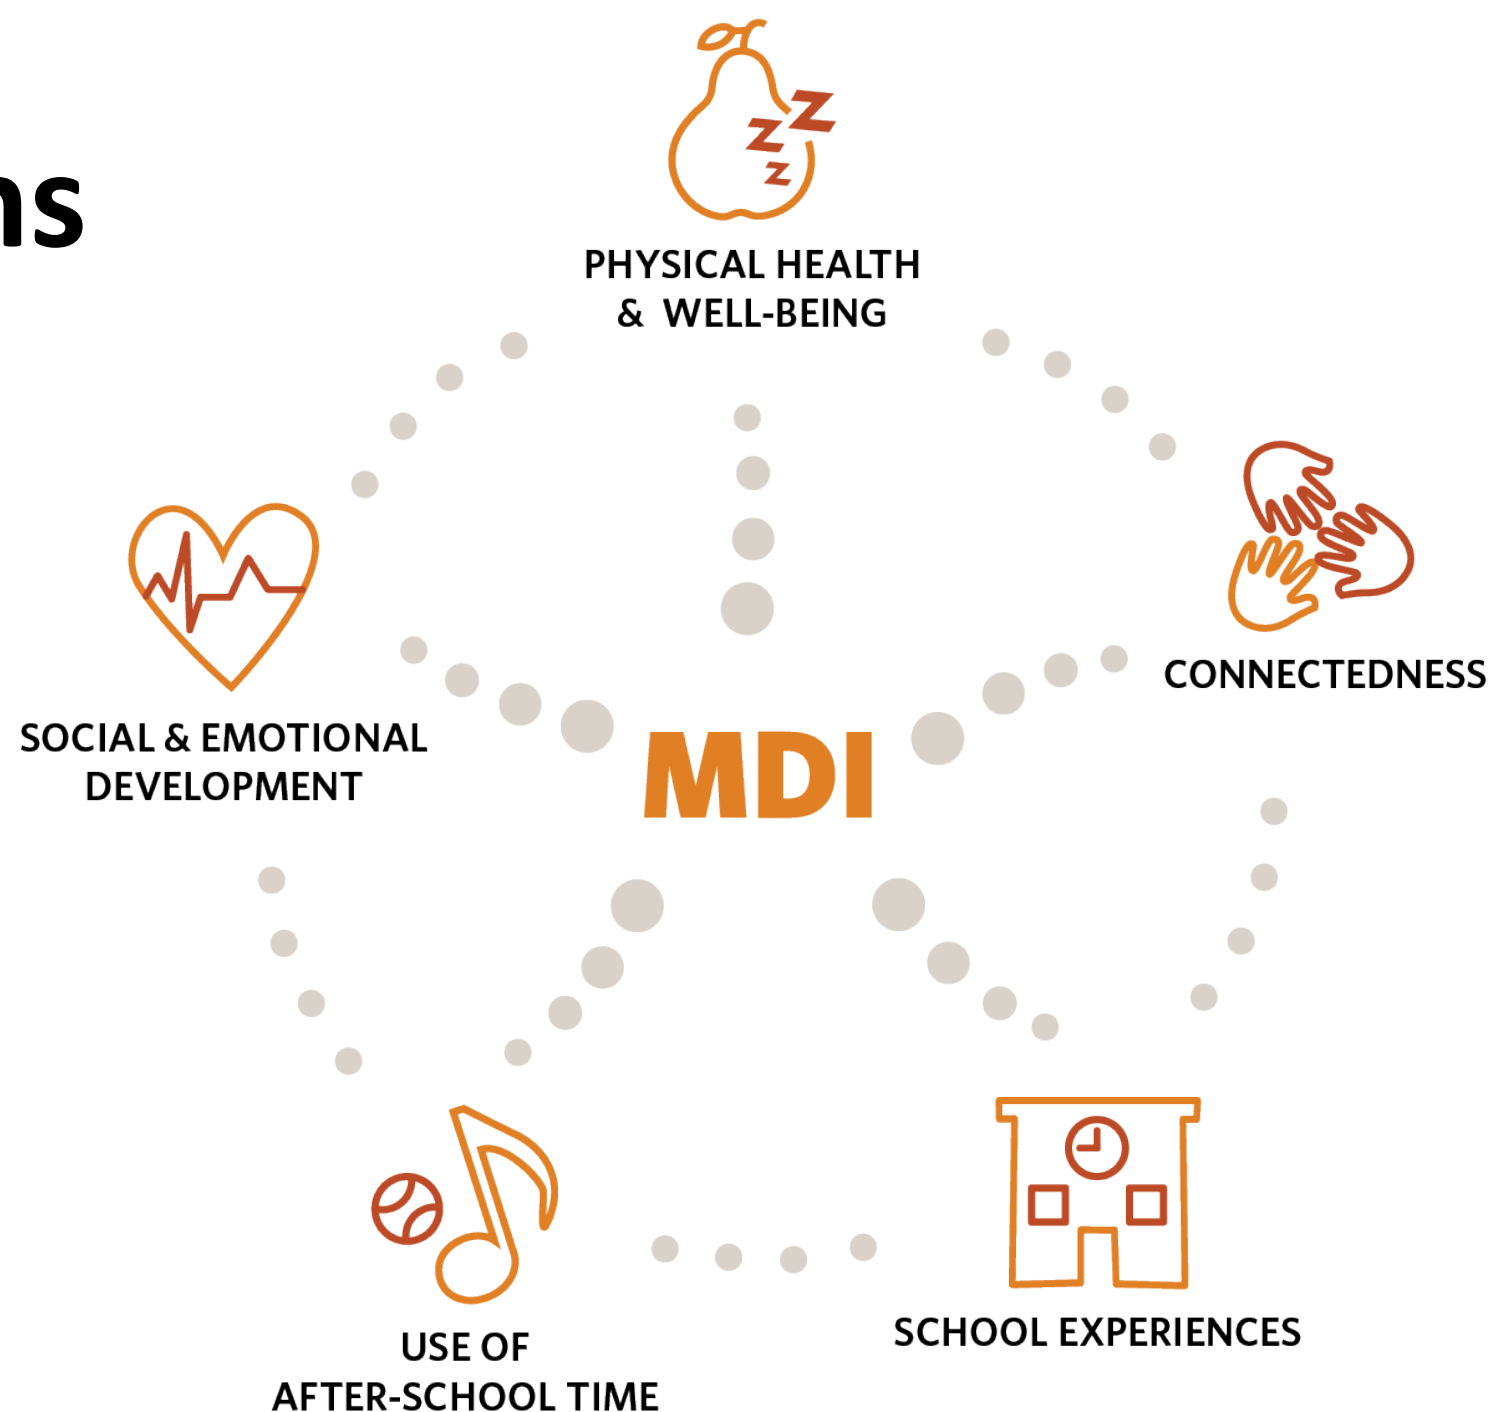 ns
PHYSICAL HEALTH
& WELL-BEING
CONNECTEDNESS
SOCIAL & EMOTIONAL
DEVELOPMENT
MDI
USE OF
AFTER-SCHOOL TIME
SCHOOL EXPERIENCES